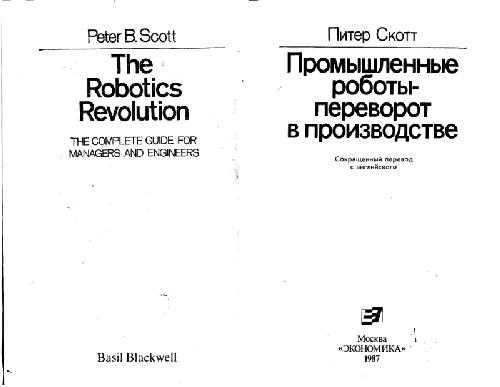 Peter B. Scott
The
Robotics
Revolution
THE COMPLETE GUIDE FOR
MANAGERS AND ENGINEERS
Basil Blackwell
Питер Скотт
Промышленные
роботы-
переворот
в производстве
Сокращенный перевод
с английского
Москва
«ЭКОНОМИКА»
1987